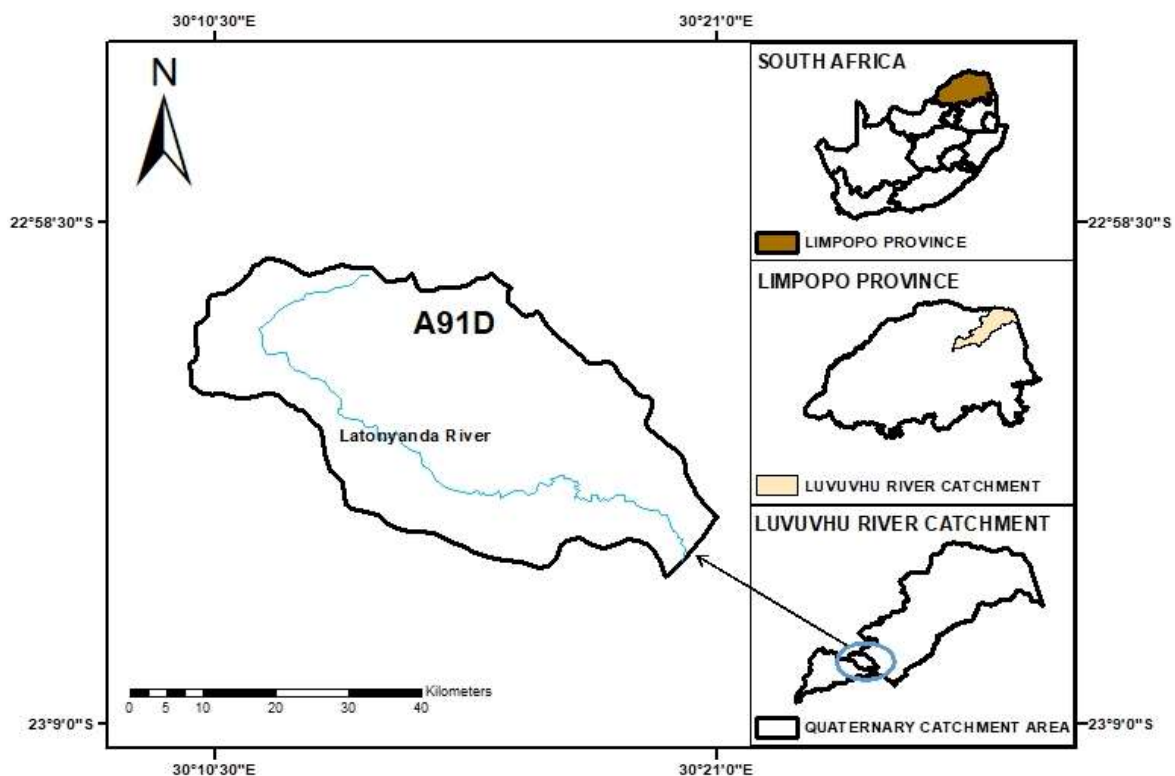 30°10'30"E
30°21'0"E
N
22°58'30"S
22°58'30"S
A91D
Latonyanda River
Kilometers
0 5 10 20 30 40
23°9'0"S
23°9'0"S
30°10'30"E
30°21'0"E
SOUTH AFRICA
LIMPOPO PROVINCE
LIMPOPO PROVINCE
LUVUVHU RIVER CATCHMENT
LUVUVHU RIVER CATCHMENT
QUATERNARY CATCHMENT AREA